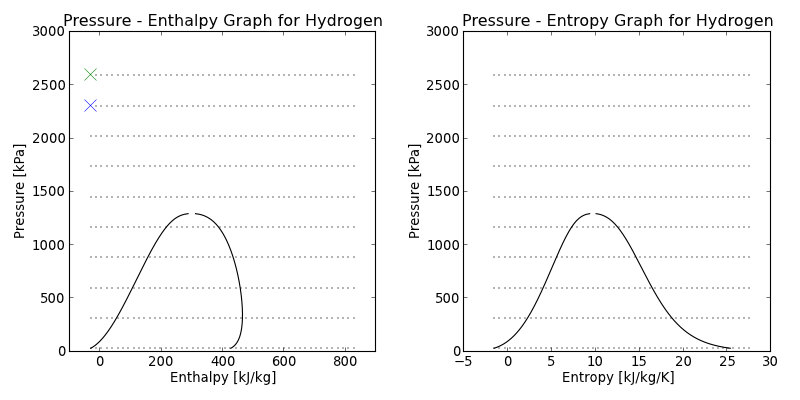 Pressure - Enthalpy Graph for Hydrogen
3000
2500
2000
1500
1000
500
0
Pressure [kPa]
0 200 400 600 800
Enthalpy [kJ/kg]
Pressure - Entropy Graph for Hydrogen
3000
2500
2000
1500
1000
500
0
Pressure [kPa]
−5 0 5 10 15 20 25 30
Entropy [kJ/kg/K]